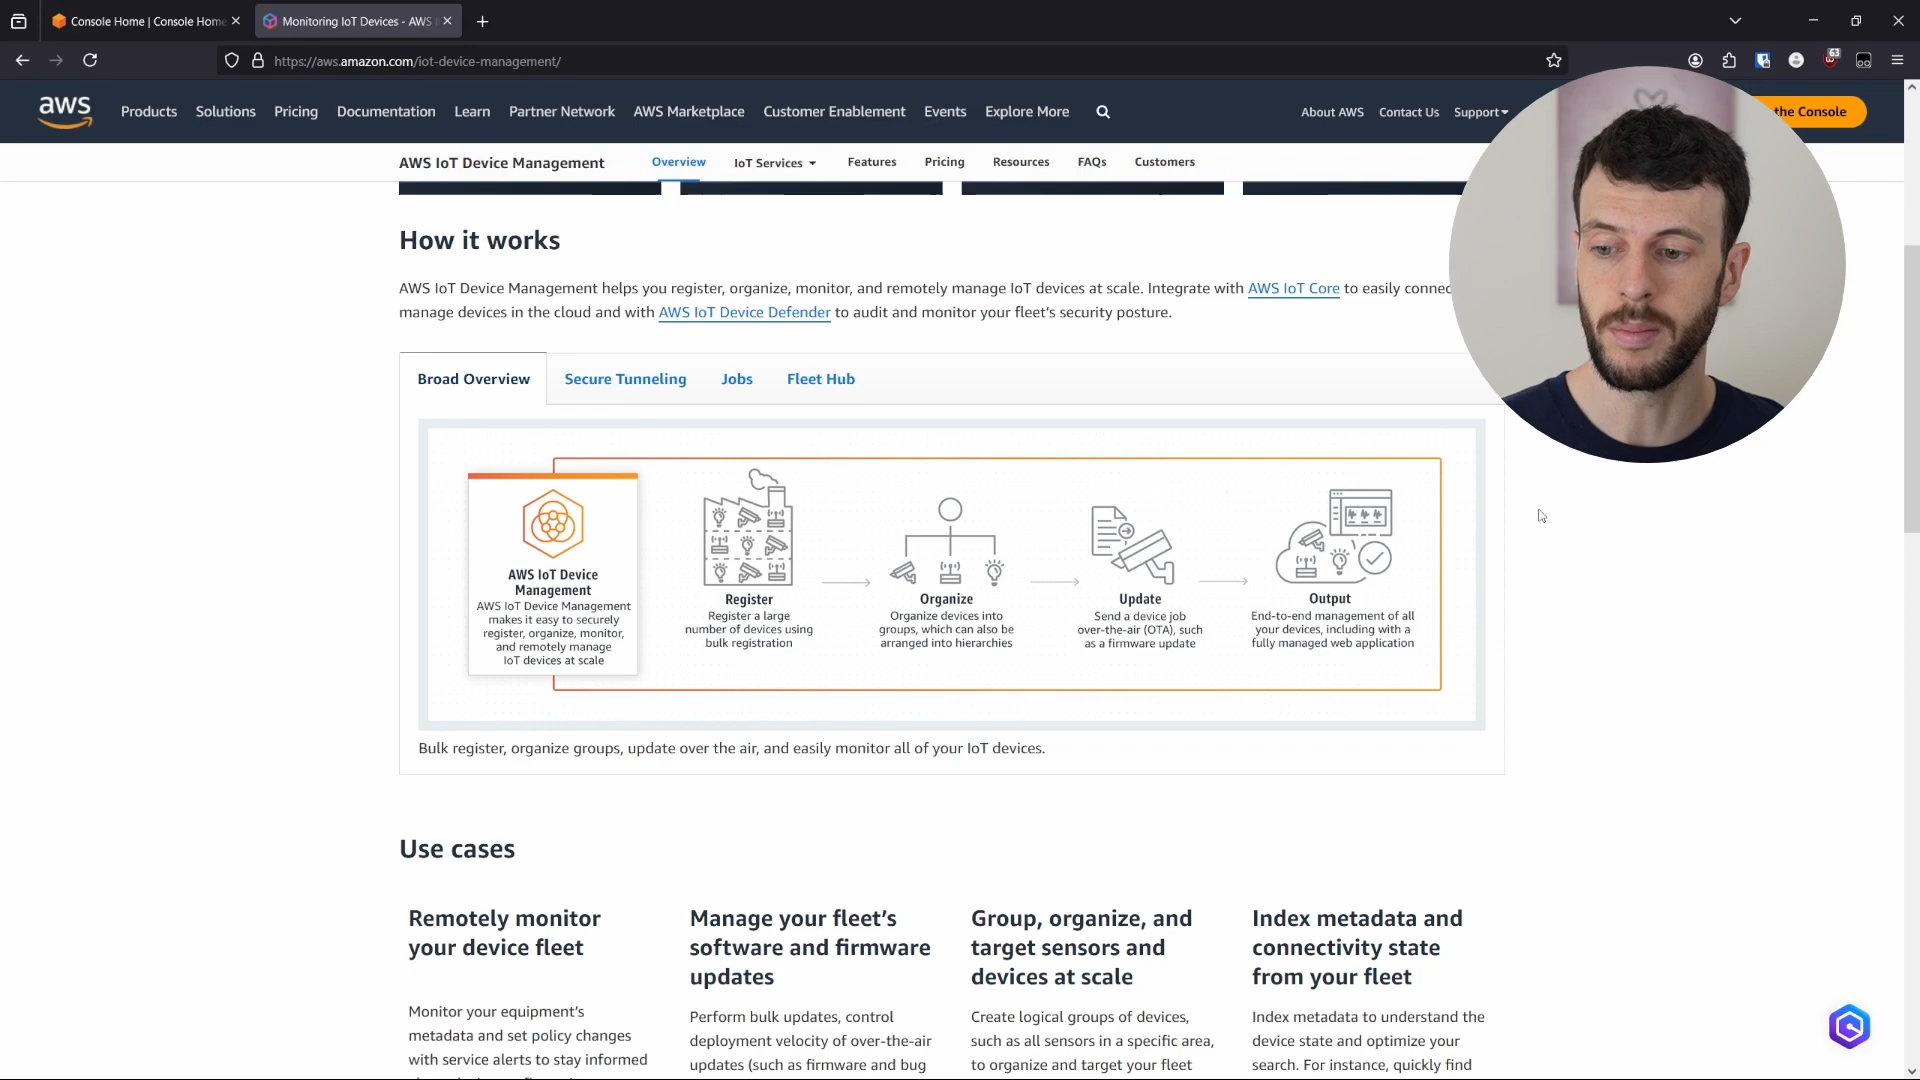 Console Home | Console Home
Monitoring IoT Devices - AWS I
https://aws.amazon.com/iot-device-management/
63
aws
Products
Solutions
Pricing
Documentation
Learn
Partner Network
AWS Marketplace
Customer Enablement
Events
Explore More
About AWS
Contact Us
Support
the Console
AWS IoT Device Management
Overview
IoT Services
Features
Pricing
Resources
FAQs
Customers
How it works
AWS IoT Device Management helps you register, organize, monitor, and remotely manage IoT devices at scale. Integrate with AWS IoT Core to easily connec
manage devices in the cloud and with AWS IoT Device Defender to audit and monitor your fleet's security posture.
Broad Overview
Secure Tunneling
Jobs
Fleet Hub
AWS IoT Device
Management
AWS IoT Device Management
makes it easy to securely
register, organize, monitor,
and remotely manage
IoT devices at scale
Register
Register a large
number of devices using
bulk registration
Organize
Organize devices into
groups, which can also be
arranged into hierarchies
Update
Send a device job
over-the-air (OTA), such
as a firmware update
Output
End-to-end management of all
your devices, including with a
fully managed web application
Bulk register, organize groups, update over the air, and easily monitor all of your IoT devices.
Use cases
Remotely monitor
your device fleet
Monitor your equipment's
metadata and set policy changes
with service alerts to stay informed
Manage your fleet's
software and firmware
updates
Perform bulk updates, control
deployment velocity of over-the-air
updates (such as firmware and bug
Group, organize, and
target sensors and
devices at scale
Create logical groups of devices,
such as all sensors in a specific area,
to organize and target your fleet
Index metadata and
connectivity state
from your fleet
Index metadata to understand the
device state and optimize your
search. For instance, quickly find